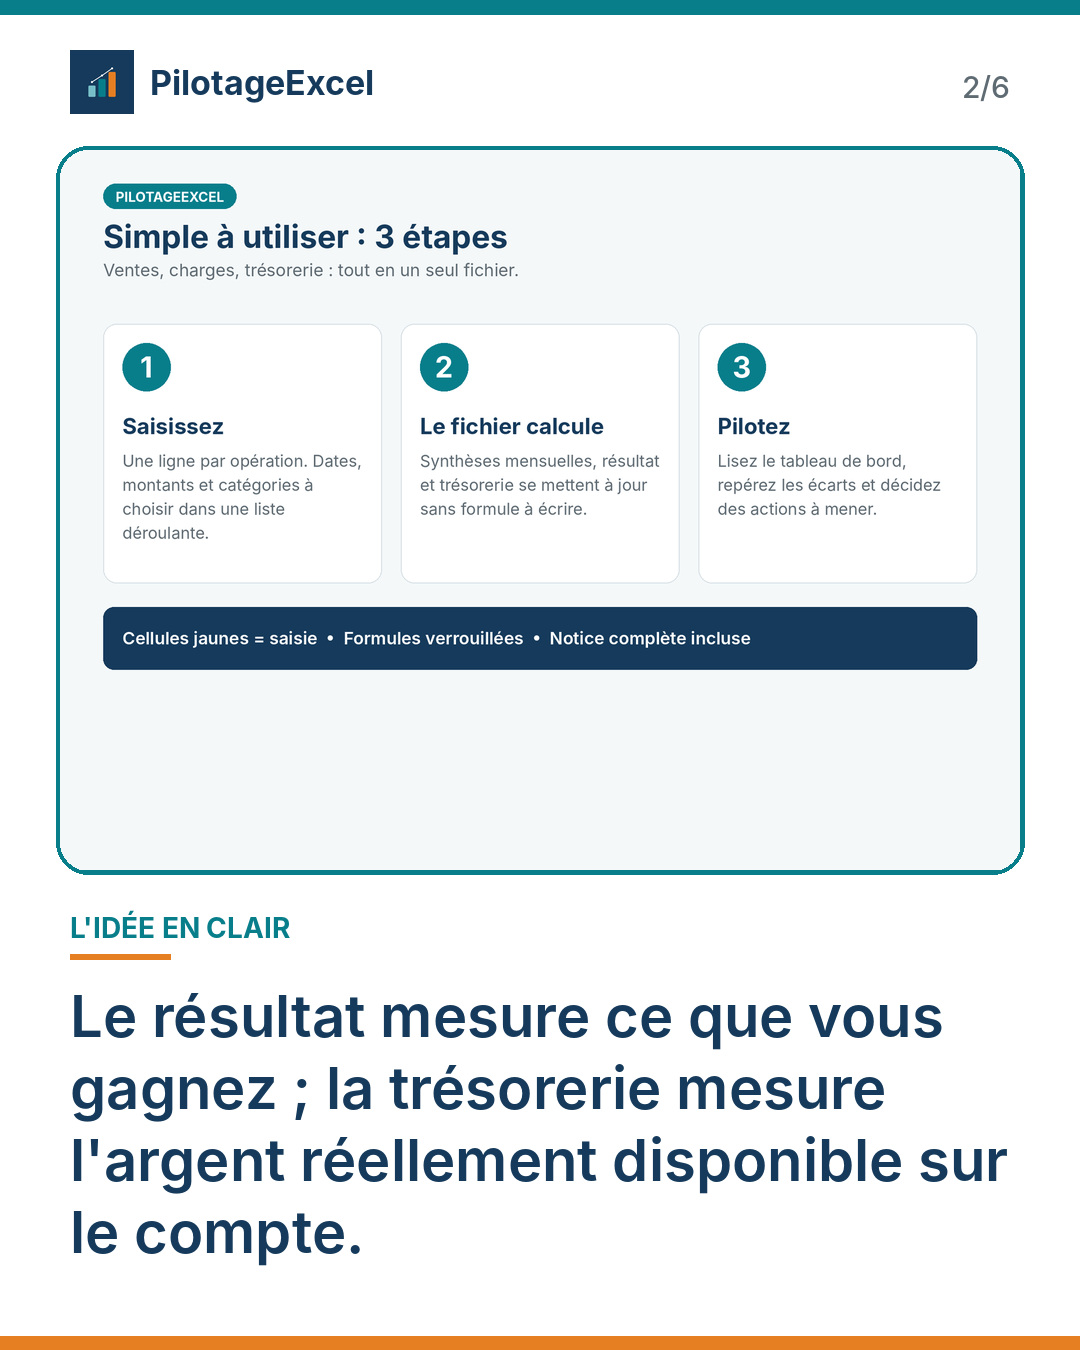 PilotageExcel
2/6
PILOTAGEEXCEL
Simple à utiliser : 3 étapes
Ventes, charges, trésorerie : tout en un seul fichier.
1
Saisissez
Une ligne par opération. Dates,
montants et catégories à
choisir dans une liste
déroulante.
2
Le fichier calcule
Synthèses mensuelles, résultat
et trésorerie se mettent à jour
sans formule à écrire.
3
Pilotez
Lisez le tableau de bord,
repérez les écarts et décidez
des actions à mener.
Cellules jaunes = saisie • Formules verrouillées • Notice complète incluse
L'IDÉE EN CLAIR
Le résultat mesure ce que vous
gagnez ; la trésorerie mesure
l'argent réellement disponible sur
le compte.